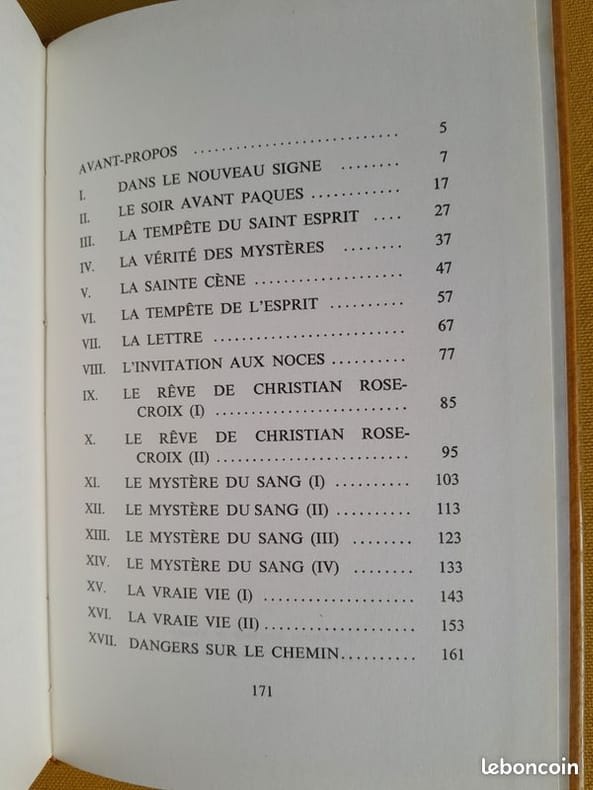 AVANT-PROPOS ........................... 5
I. DANS LE NOUVEAU SIGNE ........ 7
II. LE SOIR AVANT PAQUES ............ 17
III. LA TEMPÊTE DU SAINT ESPRIT .... 27
IV. LA VÉRITÉ DES MYSTÈRES ........ 37
V. LA SAINTE CÈNE .................... 47
VI. LA TEMPÊTE DE L'ESPRIT .......... 57
VII. LA LETTRE .......................... 67
VIII. L'INVITATION AUX NOCES .......... 77
IX. LE RÊVE DE CHRISTIAN ROSE-
CROIX (I) .......................... 85
X. LE RÊVE DE CHRISTIAN ROSE-
CROIX (II) .......................... 95
XI. LE MYSTÈRE DU SANG (I) .......... 103
XII. LE MYSTÈRE DU SANG (II) .......... 113
XIII. LE MYSTÈRE DU SANG (III) ........ 123
XIV. LE MYSTÈRE DU SANG (IV) ........ 133
XV. LA VRAIE VIE (I) .................... 143
XVI. LA VRAIE VIE (II) .................... 153
XVII. DANGERS SUR LE CHEMIN .......... 161
171
leboncoin